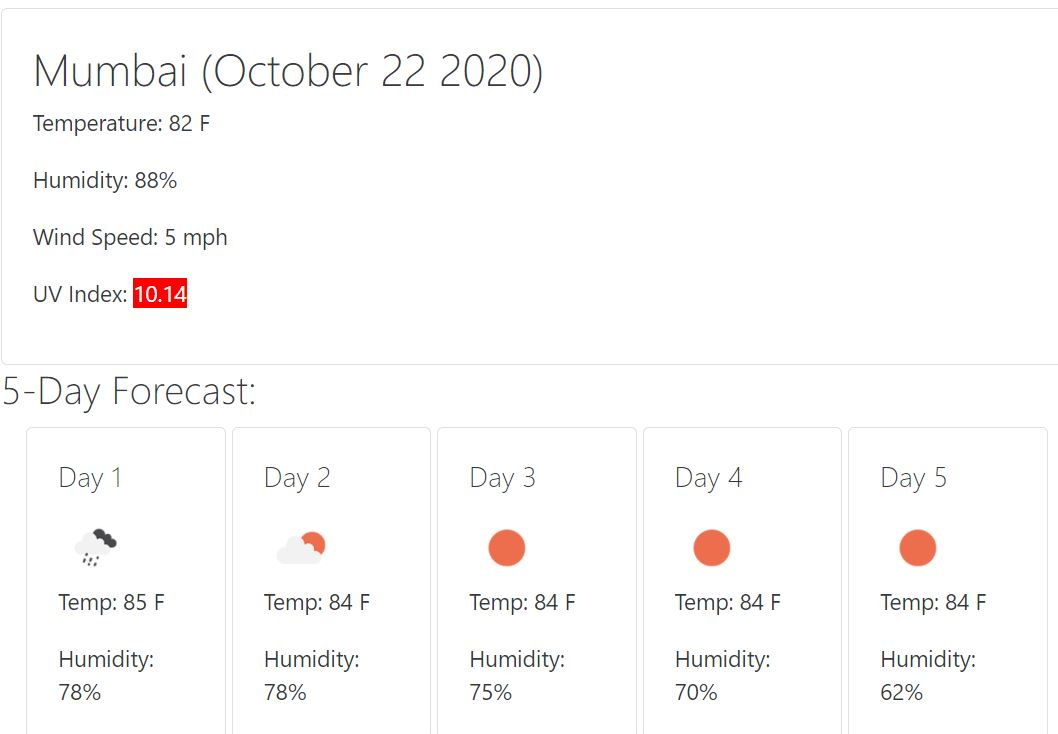 Mumbai (October 22 2020)
Temperature: 82 F
Humidity: 88%
Wind Speed: 5 mph
UV Index: 10.14
5-Day Forecast:
Day 1
Temp: 85 F
Humidity:
78%
Day 2
Temp: 84 F
Humidity:
78%
Day 3
Temp: 84 F
Humidity:
75%
Day 4
Temp: 84 F
Humidity:
70%
Day 5
Temp: 84 F
Humidity:
62%